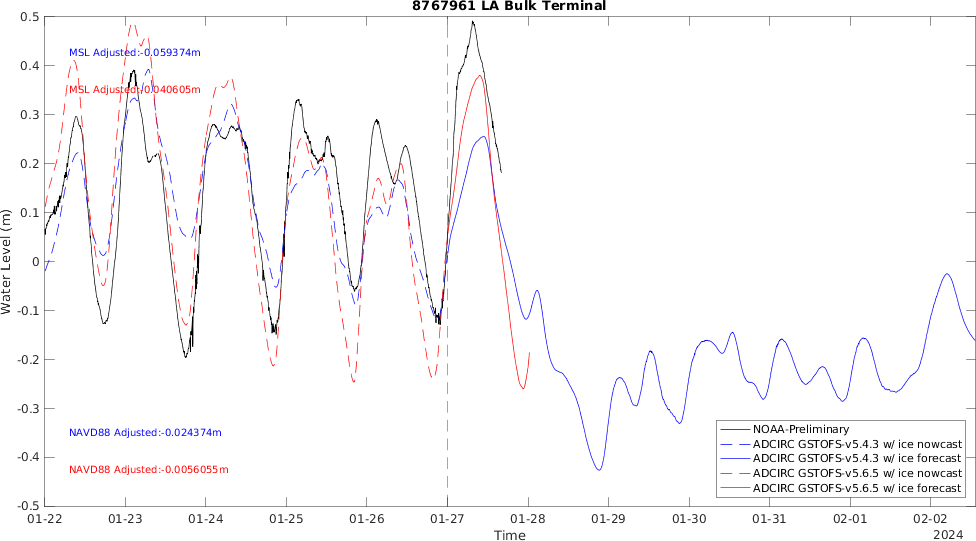 8767961 LA Bulk Terminal
Water Level (m)
0.5
0.4
0.3
0.2
0.1
0
-0.1
-0.2
-0.3
-0.4
-0.5
MSL Adjusted:-0.059374m
MSL Adjusted:-0.040605m
NAVD88 Adjusted:-0.024374m
NAVD88 Adjusted:-0.0056055m
NOAA-Preliminary
ADCIRC GSTOFS-v5.4.3 w/ ice nowcast
ADCIRC GSTOFS-v5.4.3 w/ ice forecast
ADCIRC GSTOFS-v5.6.5 w/ ice nowcast
ADCIRC GSTOFS-v5.6.5 w/ ice forecast
01-22 01-23 01-24 01-25 01-26 01-27 01-28 01-29 01-30 01-31 02-01 02-02
Time
2024